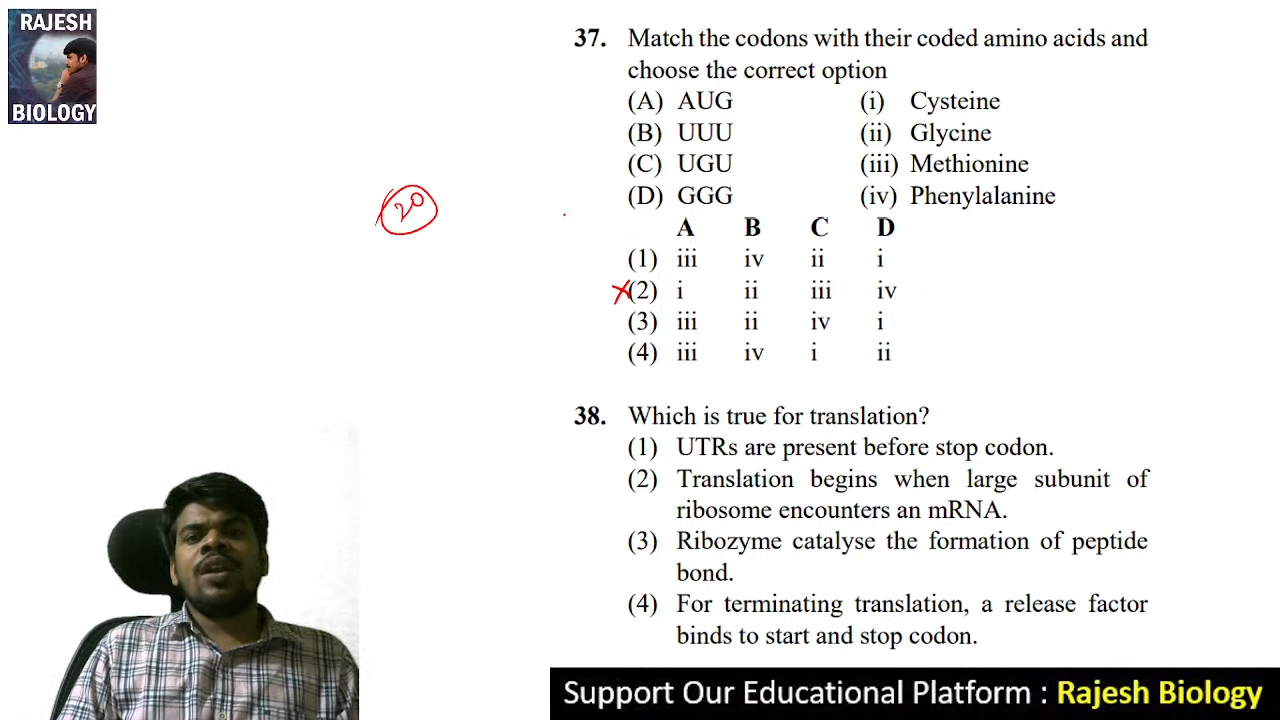 RAJESH
BIOLOGY
20
37. Match the codons with their coded amino acids and
choose the correct option
(A) AUG (i) Cysteine
(B) UUU (ii) Glycine
(C) UGU (iii) Methionine
(D) GGG (iv) Phenylalanine
A B C D
(1) iii iv ii i
(2) i ii iii iv
(3) iii ii iv i
(4) iii iv i ii
38. Which is true for translation?
(1) UTRs are present before stop codon.
(2) Translation begins when large subunit of
ribosome encounters an mRNA.
(3) Ribozyme catalyse the formation of peptide
bond.
(4) For terminating translation, a release factor
binds to start and stop codon.
Support Our Educational Platform : Rajesh Biology